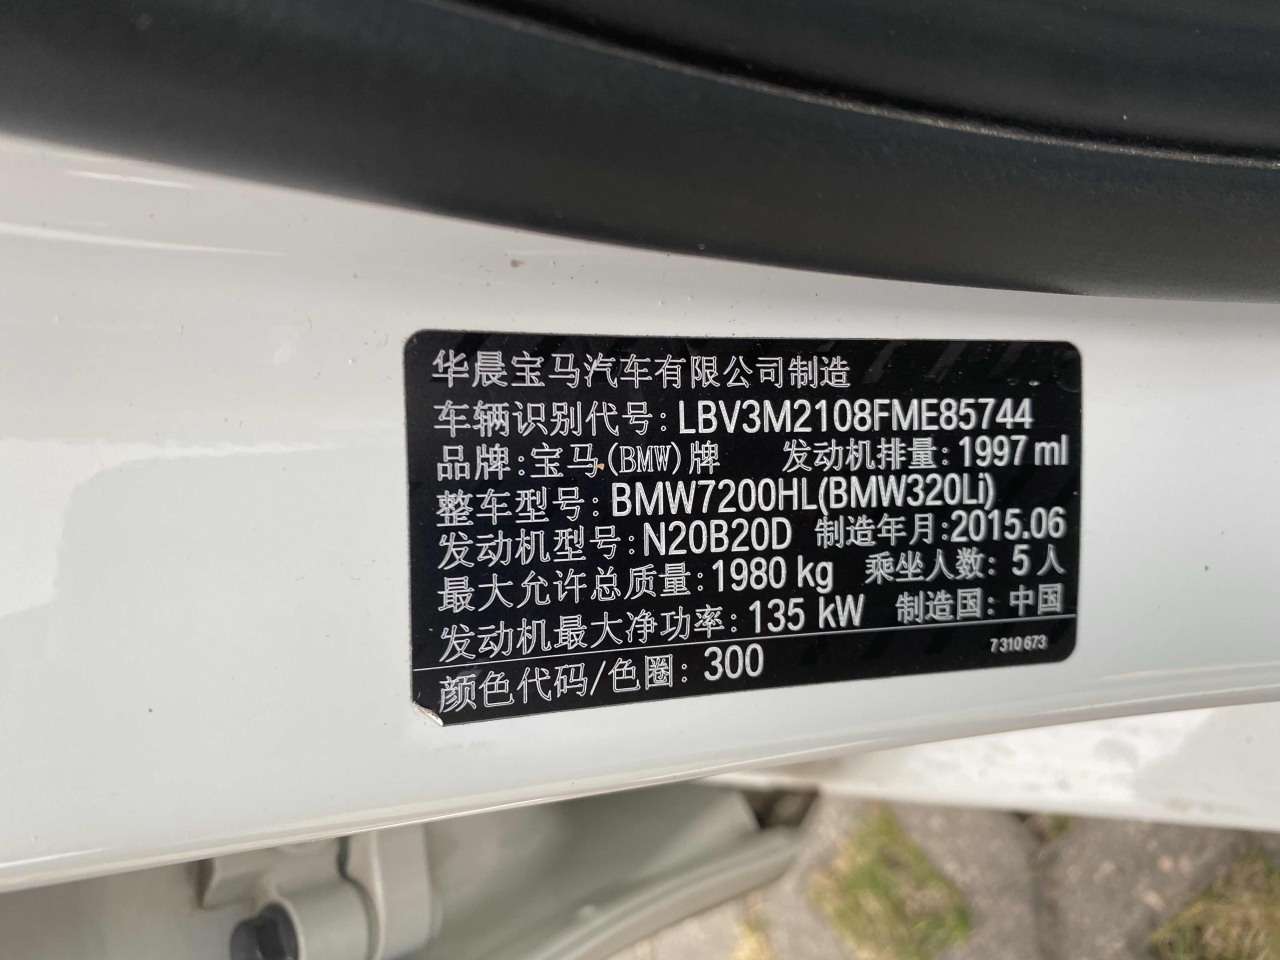 华晨宝马汽车有限公司制造
车辆识别代号: LBV3M2108FME85744
品牌:宝马(BMW)牌 发动机排量: 1997 ml
整车型号: BMW7200HL(BMW320Li)
发动机型号: N20B20D 制造年月: 2015.06
最大允许总质量: 1980 kg 乘坐人数: 5人
发动机最大净功率: 135 kW 制造国: 中国
7 310 673
颜色代码/色圈: 300